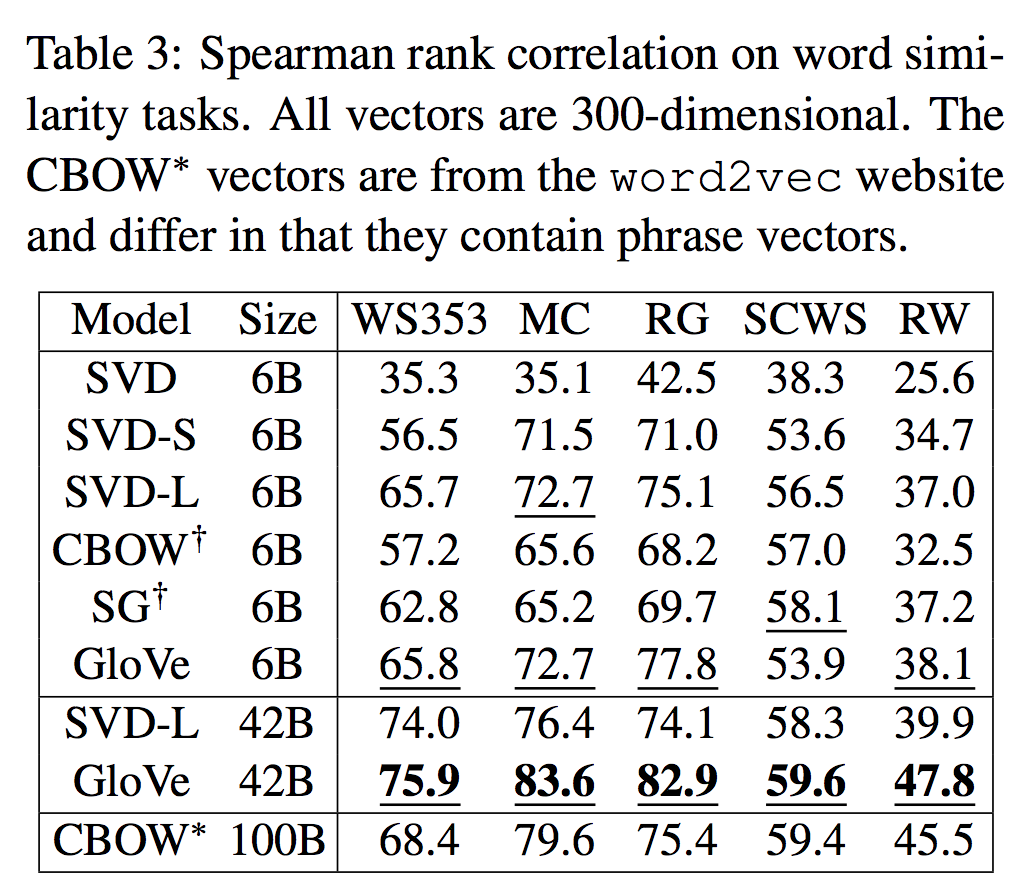 Table 3: Spearman rank correlation on word simi-
larity tasks. All vectors are 300-dimensional. The
CBOW* vectors are from the word2vec website
and differ in that they contain phrase vectors.
Model Size WS353 MC RG SCWS RW
SVD 6B 35.3 35.1 42.5 38.3 25.6
SVD-S 6B 56.5 71.5 71.0 53.6 34.7
SVD-L 6B 65.7 72.7 75.1 56.5 37.0
CBOW† 6B 57.2 65.6 68.2 57.0 32.5
SG† 6B 62.8 65.2 69.7 58.1 37.2
GloVe 6B 65.8 72.7 77.8 53.9 38.1
SVD-L 42B 74.0 76.4 74.1 58.3 39.9
GloVe 42B 75.9 83.6 82.9 59.6 47.8
CBOW* 100B 68.4 79.6 75.4 59.4 45.5